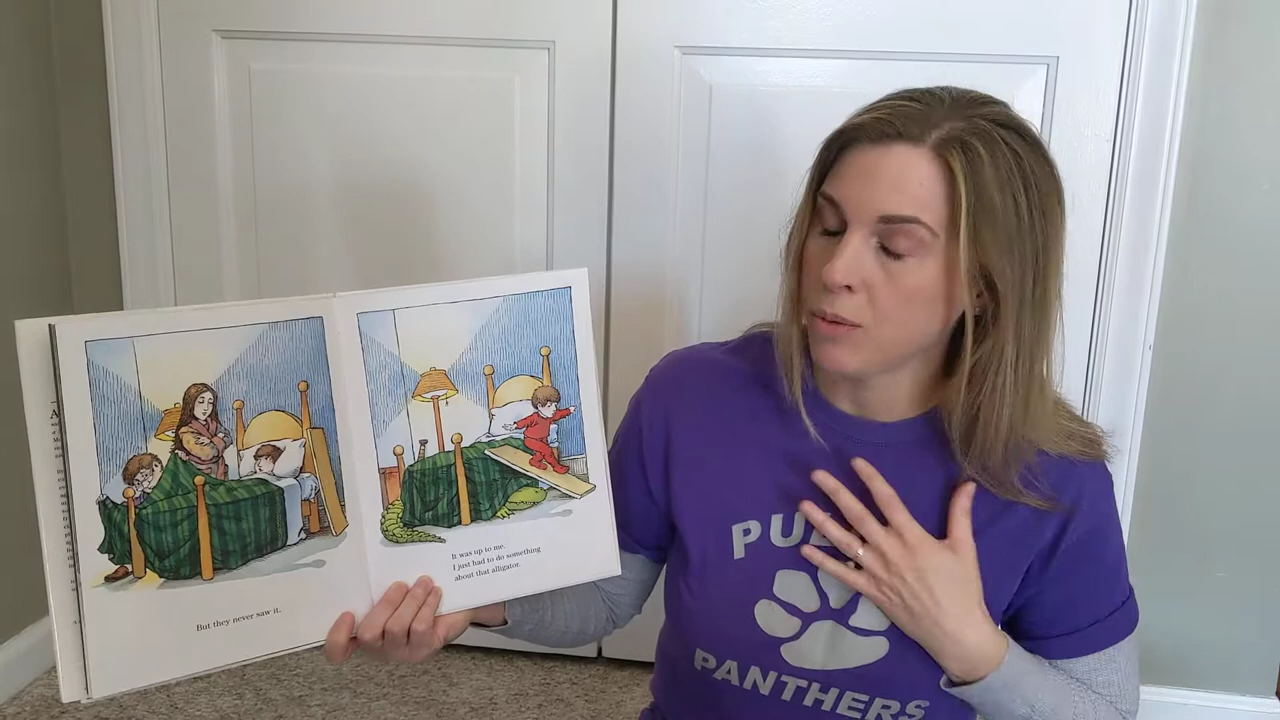 But they never saw it.
It was up to me.
I just had to do something
about that alligator.
PANTHERS